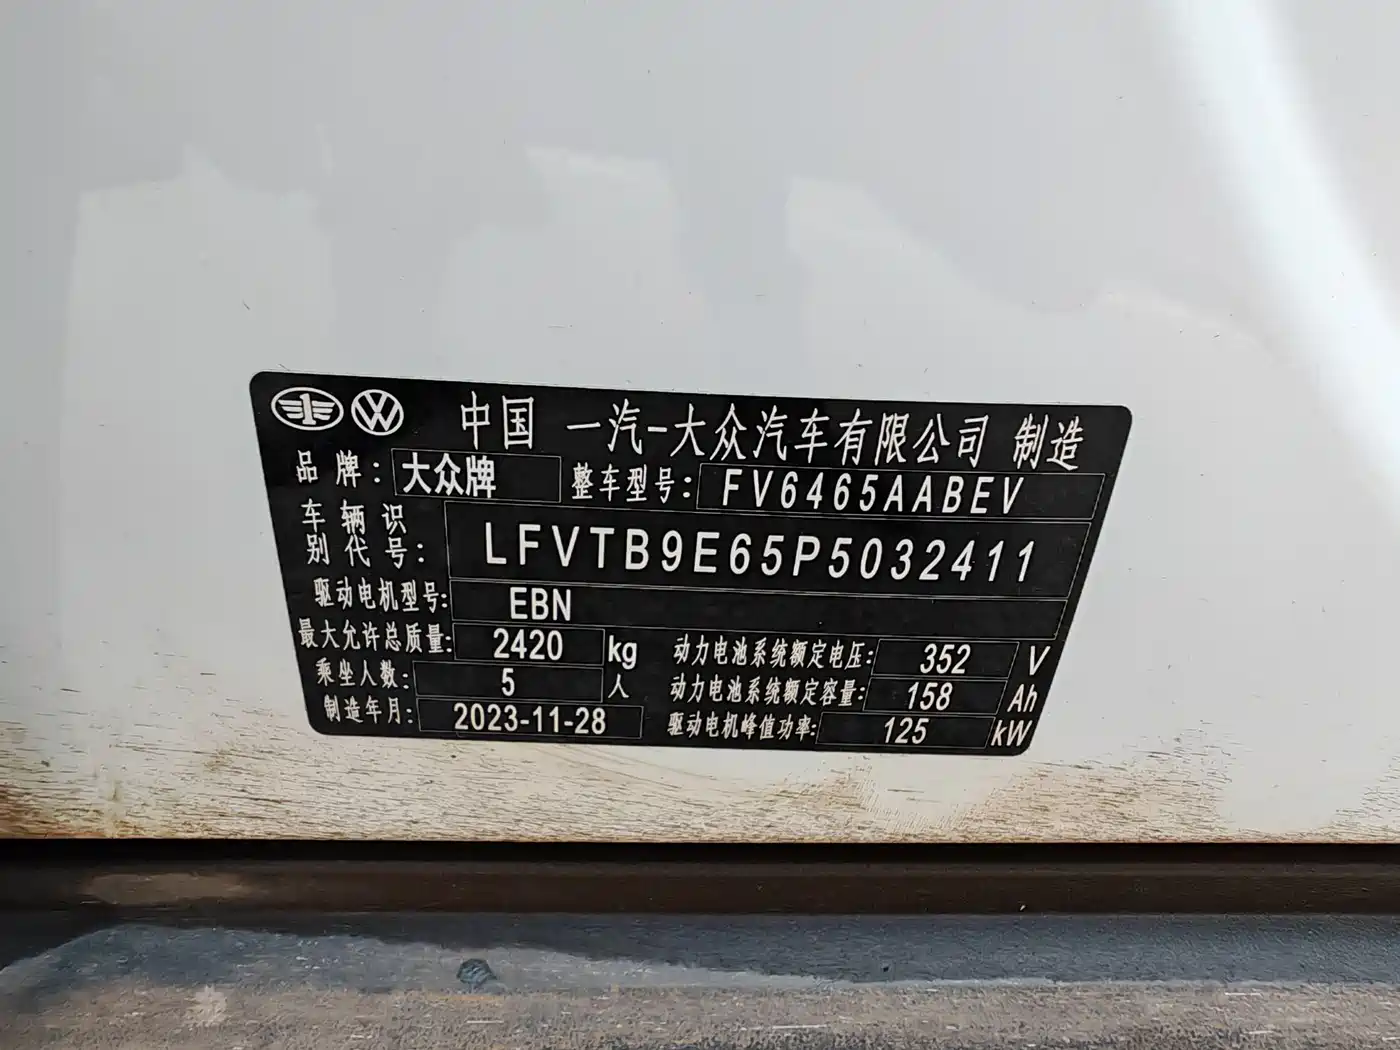 中国 一汽-大众汽车有限公司 制造
品牌: 大众牌 整车型号: FV6465AABEV
车辆识
别代号: LFVTB9E65P5032411
驱动电机型号: EBN
最大允许总质量: 2420 kg 动力电池系统额定电压: 352 V
乘坐人数: 5 人 动力电池系统额定容量: 158 Ah
制造年月: 2023-11-28 驱动电机峰值功率: 125 kW